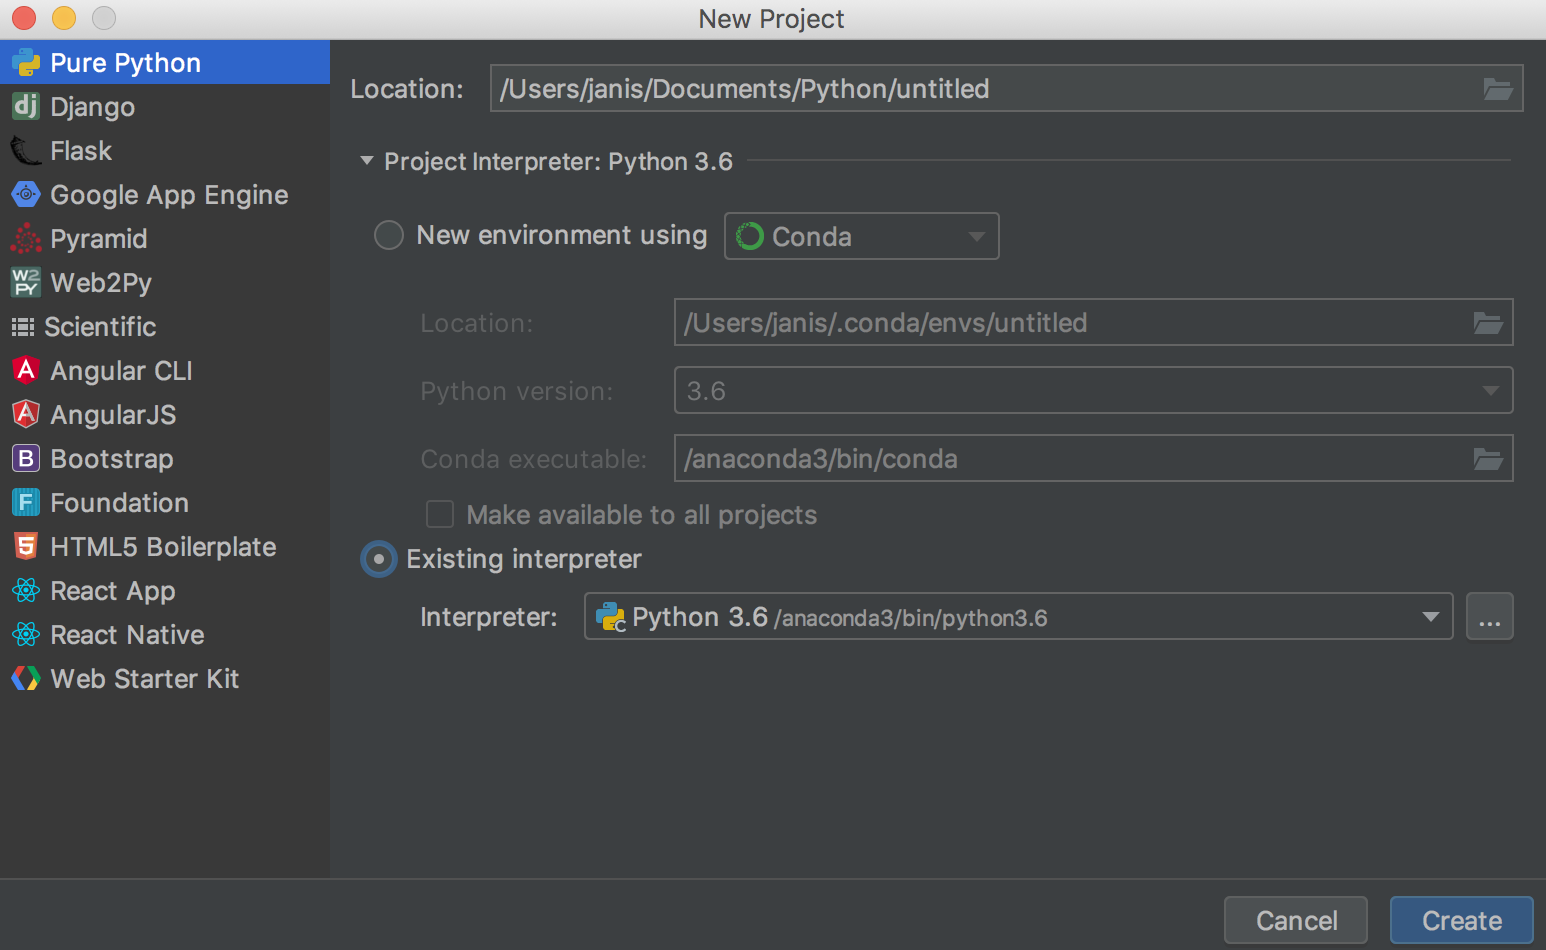 New Project
Pure Python
dj Django
Flask
Google App Engine
Pyramid
W2PY Web2Py
Scientific
A Angular CLI
A AngularJS
B Bootstrap
F Foundation
5 HTML5 Boilerplate
React App
React Native
Web Starter Kit
Location: /Users/janis/Documents/Python/untitled
Project Interpreter: Python 3.6
New environment using Conda
Location: /Users/janis/.conda/envs/untitled
Python version: 3.6
Conda executable: /anaconda3/bin/conda
Make available to all projects
Existing interpreter
Interpreter: C Python 3.6 /anaconda3/bin/python3.6 ...
Cancel Create